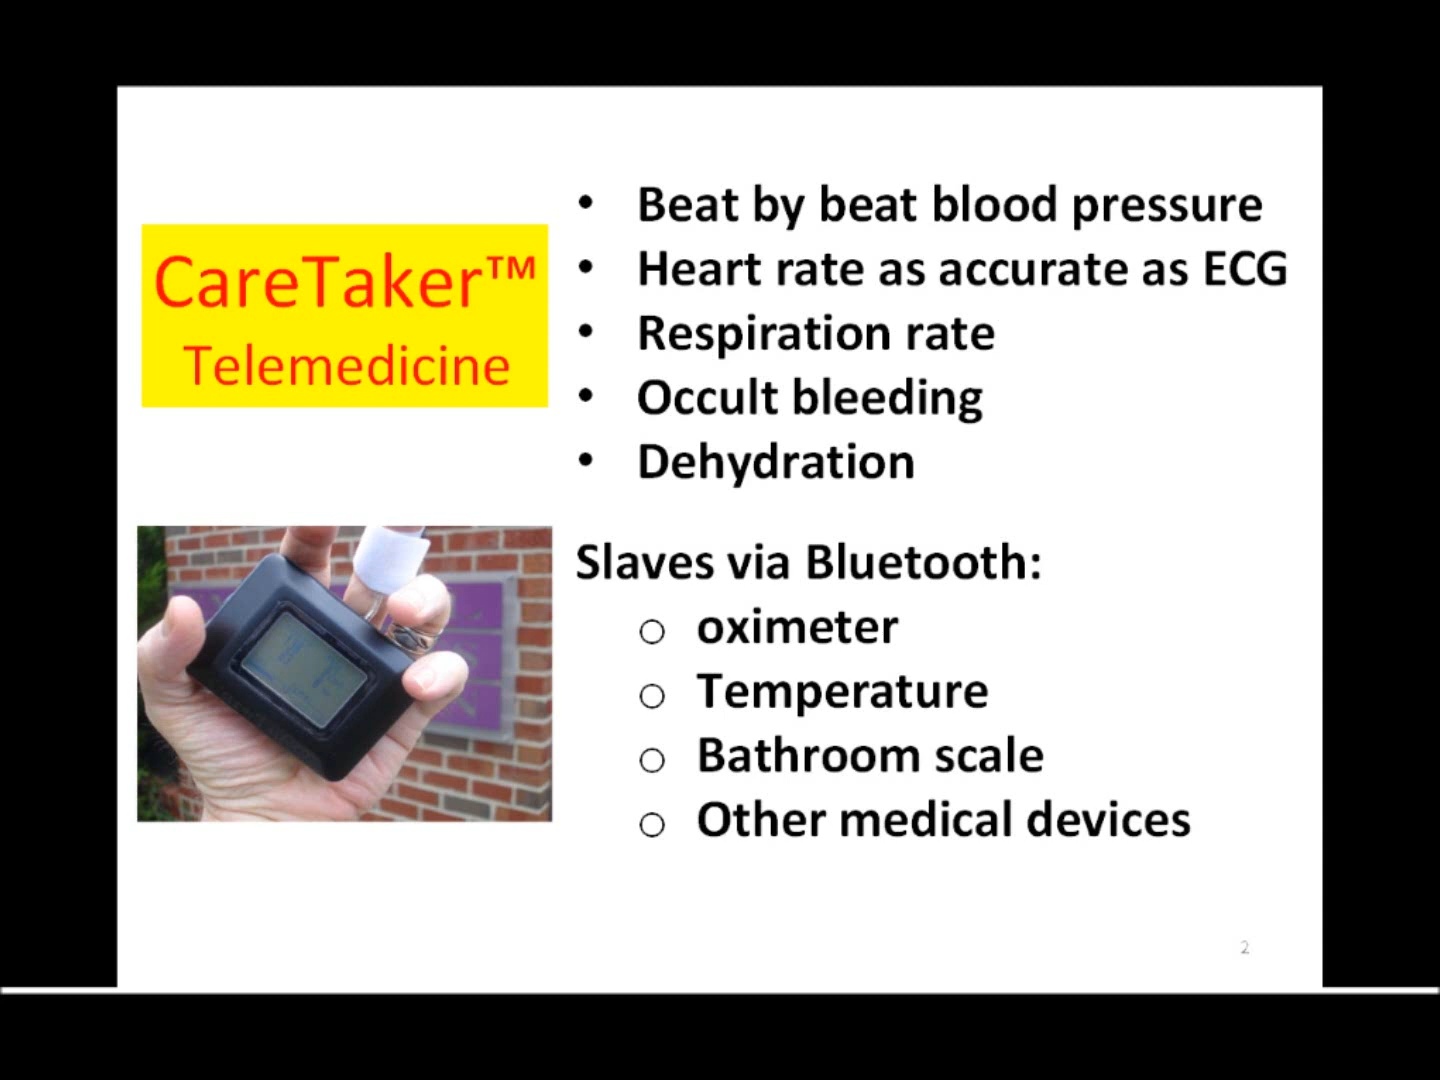 CareTaker™
Telemedicine
• Beat by beat blood pressure
• Heart rate as accurate as ECG
• Respiration rate
• Occult bleeding
• Dehydration
Slaves via Bluetooth:
○ oximeter
○ Temperature
○ Bathroom scale
○ Other medical devices
2